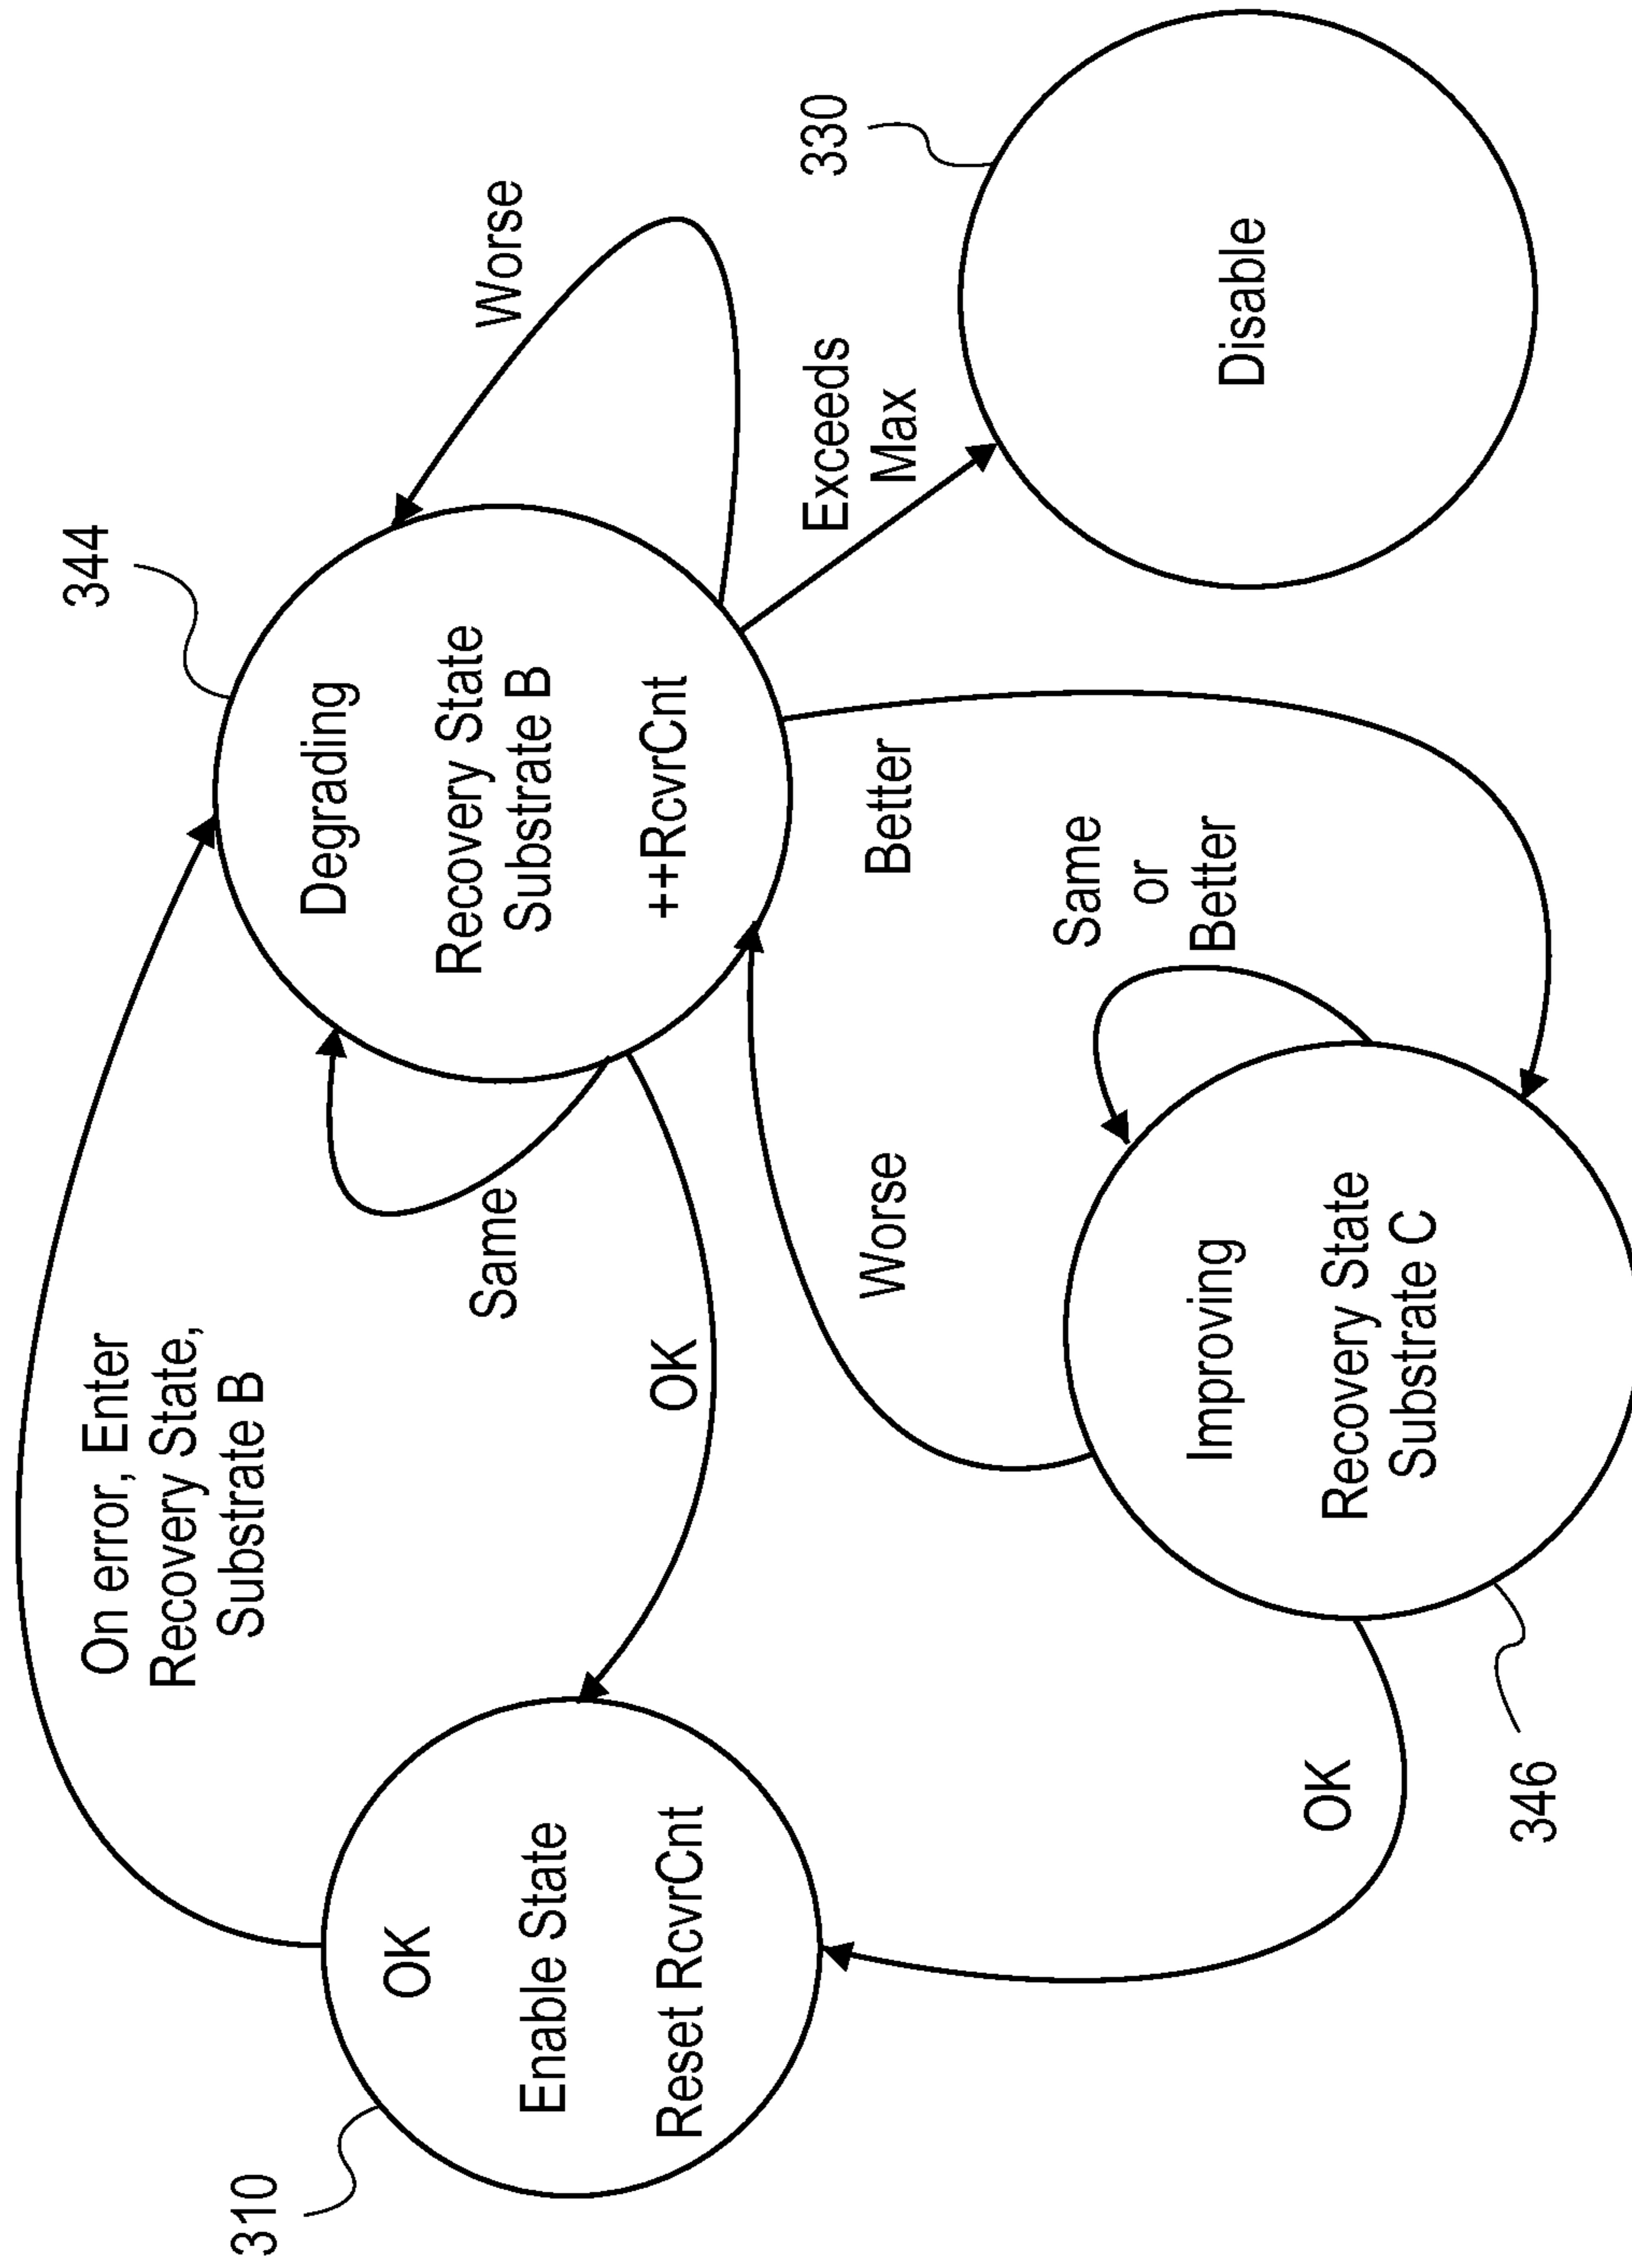 344
Degrading
Recovery State
Substrate B
++RcvrCnt
Worse
Exceeds
Max
330
Disable
On error, Enter
Recovery State,
Substrate B
Same
OK
Better
Same
or
Better
Worse
310
OK
Enable State
Reset RcvrCnt
Improving
Recovery State
Substrate C
OK
346